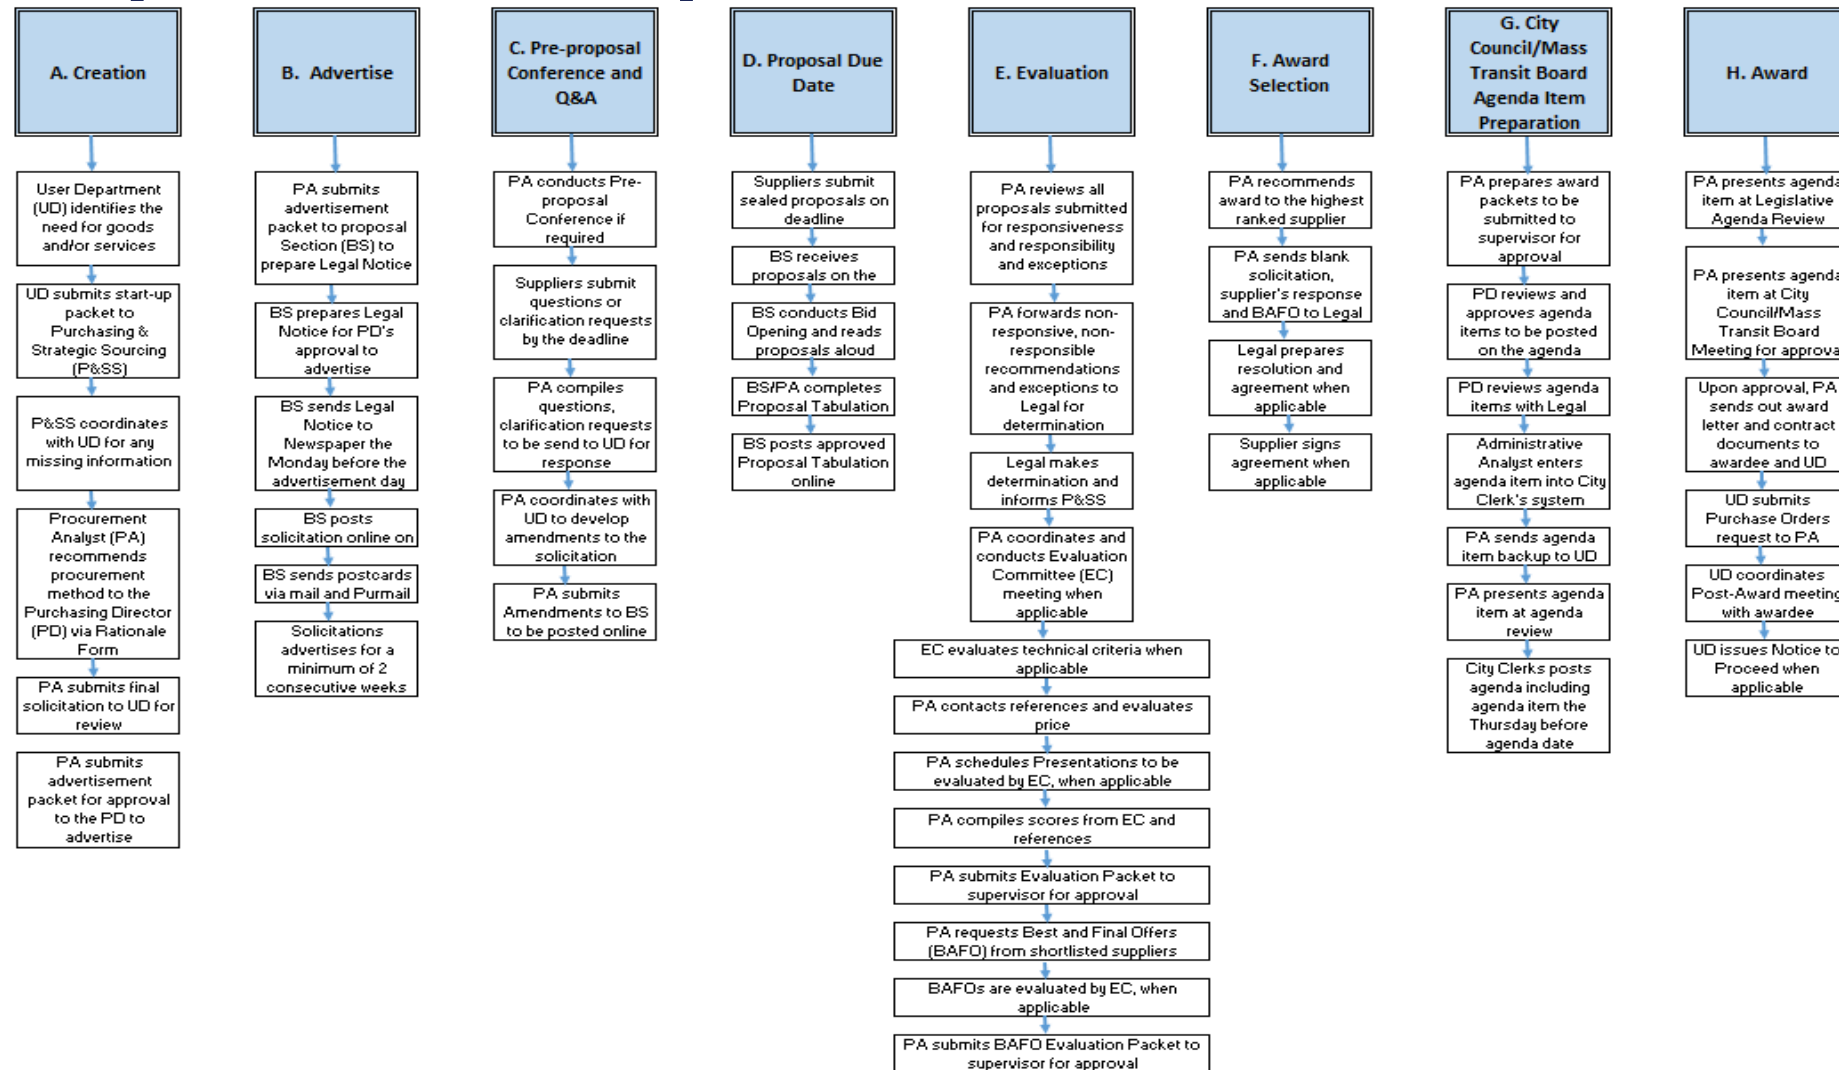 A. Creation
User Department
(UD) identifies the
need for goods
and/or services
UD submits start-up
packet to
Purchasing &
Strategic Sourcing
(P&SS)
P&SS coordinates
with UD for any
missing information
Procurement
Analyst (PA)
recommends
procurement
method to the
Purchasing Director
(PD) via Rationale
Form
PA submits final
solicitation to UD for
review
PA submits
advertisement
packet for approval
to the PD to
advertise
B. Advertise
PA submits
advertisement
packet to proposal
Section (BS) to
prepare Legal Notice
BS prepares Legal
Notice for PD's
approval to
advertise
BS sends Legal
Notice to
Newspaper the
Monday before the
advertisement day
BS posts
solicitation online on
BS sends postcards
via mail and Purmail
Solicitations
advertises for a
minimum of 2
consecutive weeks
C. Pre-proposal
Conference and
Q&A
PA conducts Pre-
proposal
Conference if
required
Suppliers submit
questions or
clarification requests
by the deadline
PA compiles
questions,
clarification requests
to be send to UD for
response
PA coordinates with
UD to develop
amendments to the
solicitation
PA submits
Amendments to BS
to be posted online
D. Proposal Due
Date
Suppliers submit
sealed proposals on
deadline
BS receives
proposals on the
BS conducts Bid
Opening and reads
proposals aloud
BS/PA completes
Proposal Tabulation
BS posts approved
Proposal Tabulation
online
E. Evaluation
PA reviews all
proposals submitted
for responsiveness
and responsibility
and exceptions
PA forwards non-
responsive, non-
responsible
recommendations
and exceptions to
Legal for
determination
Legal makes
determination and
informs P&SS
PA coordinates and
conducts Evaluation
Committee (EC)
meeting when
applicable
EC evaluates technical criteria when
applicable
PA contacts references and evaluates
price
PA schedules Presentations to be
evaluated by EC, when applicable
PA compiles scores from EC and
references
PA submits Evaluation Packet to
supervisor for approval
PA requests Best and Final Offers
(BAFO) from shortlisted suppliers
BAFOs are evaluated by EC, when
applicable
PA submits BAFO Evaluation Packet to
supervisor for approval
F. Award
Selection
PA recommends
award to the highest
ranked supplier
PA sends blank
solicitation,
supplier's response
and BAFO to Legal
Legal prepares
resolution and
agreement when
applicable
Supplier signs
agreement when
applicable
G. City
Council/Mass
Transit Board
Agenda Item
Preparation
PA prepares award
packets to be
submitted to
supervisor for
approval
PD reviews and
approves agenda
items to be posted
on the agenda
PD reviews agenda
items with Legal
Administrative
Analyst enters
agenda item into City
Clerk's system
PA sends agenda
item backup to UD
PA presents agenda
item at agenda
review
City Clerks posts
agenda including
agenda item the
Thursday before
agenda date
H. Award
PA presents agenda
item at Legislative
Agenda Review
PA presents agenda
item at City
Council/Mass
Transit Board
Meeting for approval
Upon approval, PA
sends out award
letter and contract
documents to
awardee and UD
UD submits
Purchase Orders
request to PA
UD coordinates
Post-Award meeting
with awardee
UD issues Notice to
Proceed when
applicable